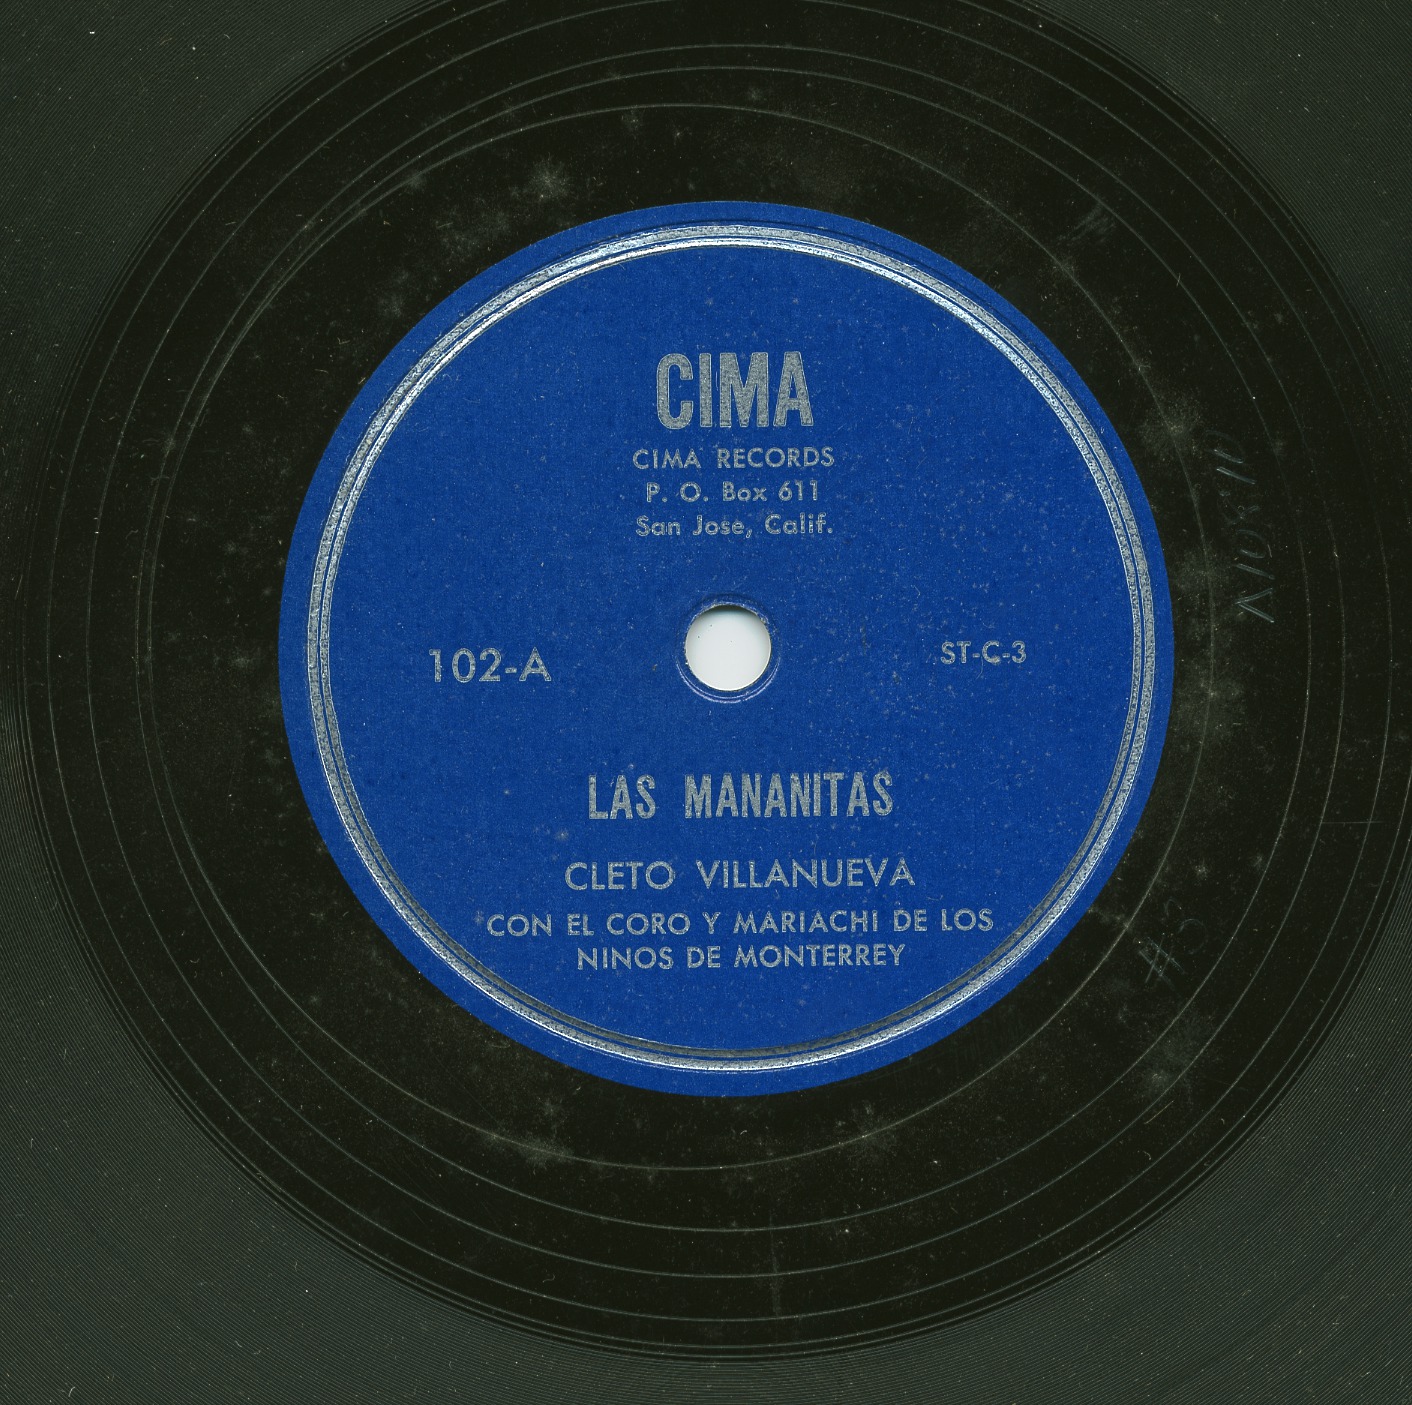 CIMA
CIMA RECORDS
P. O. Box 611
San Jose, Calif.
102-A
ST-C-3
LAS MANANITAS
CLETO VILLANUEVA
CON EL CORO Y MARIACHI DE LOS
NINOS DE MONTERREY